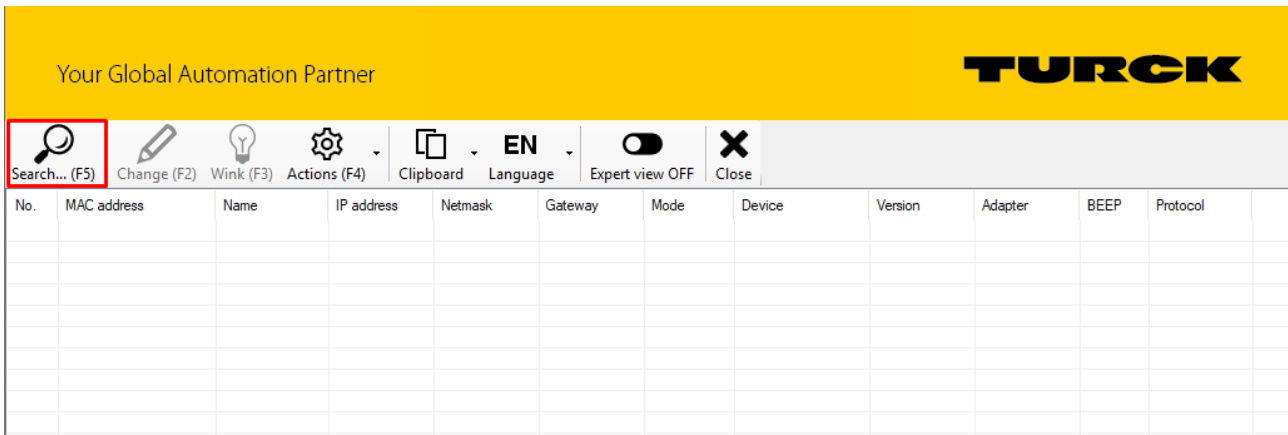 Your Global Automation Partner
TURCK
EN
Search... (F5) Change (F2) Wink (F3) Actions (F4) Clipboard Language Expert view OFF Close
No. MAC address Name IP address Netmask Gateway Mode Device Version Adapter BEEP Protocol